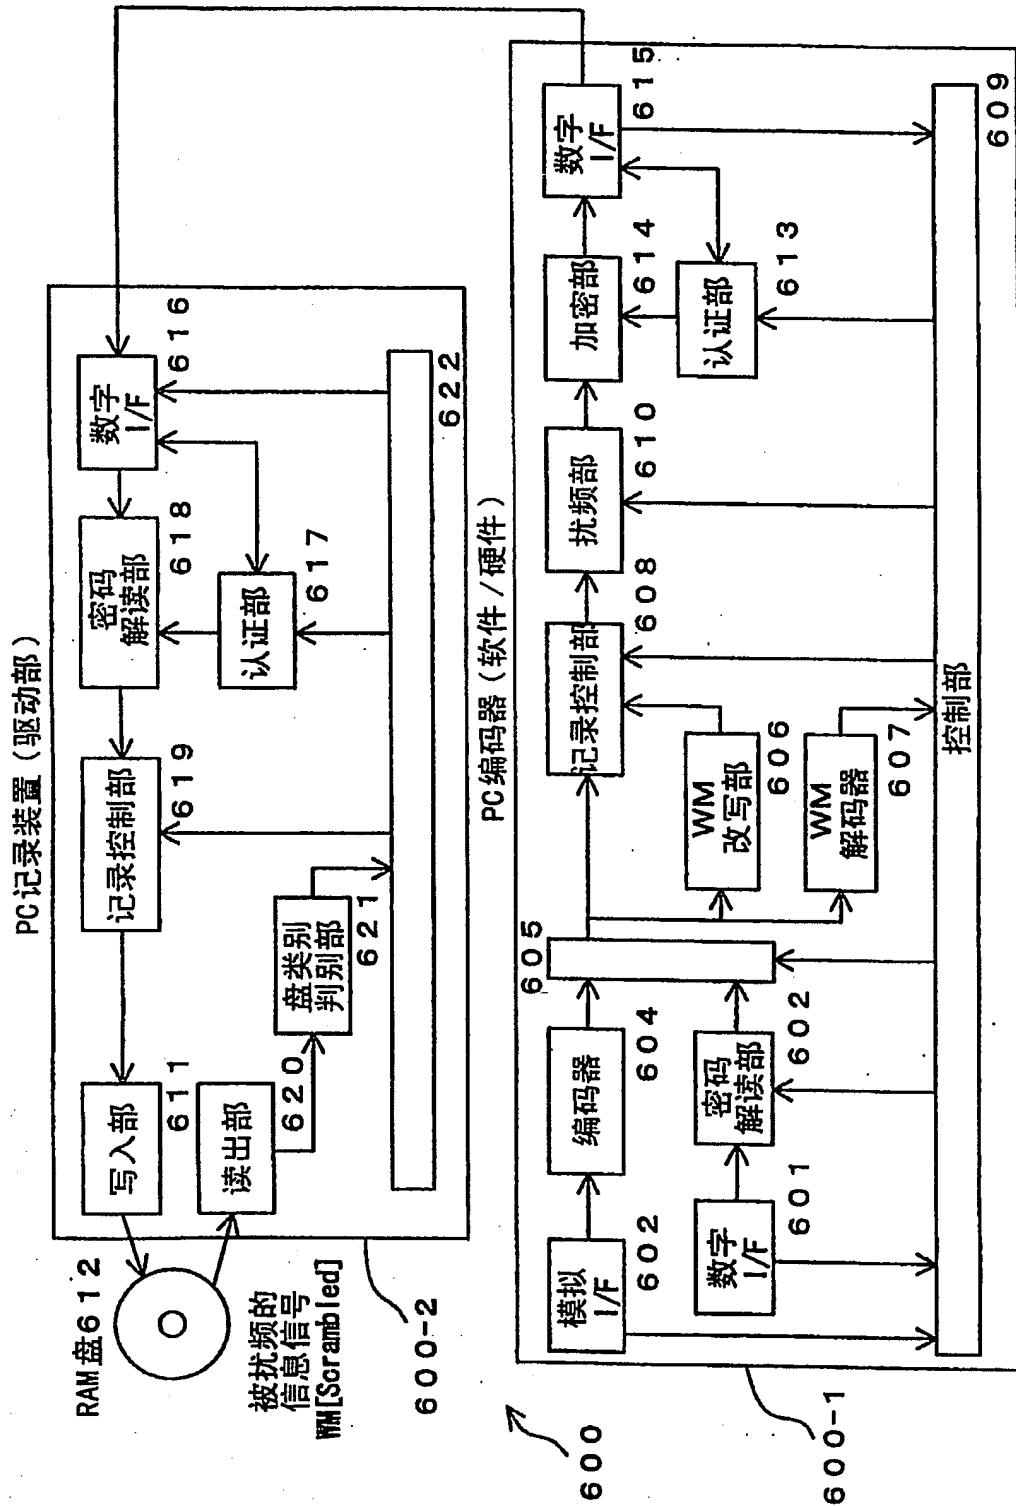 PC记录装置(驱动部)
RAM盘612
被扰频的
信息信号
WM[Scrambled]
写入部
611
读出部
620
记录控制部
619
盘类别
判别部
621
密码
解读部
618
认证部
617
数字
I/F
616
622
600-2
PC编码器(软件/硬件)
600
600-1
模拟
I/F
602
数字
I/F
601
编码器
604
密码
解读部
602
605
记录控制部
608
WM
改写部
606
WM
解码器
607
扰频部
610
加密部
614
认证部
613
数字
I/F
615
控制部
609